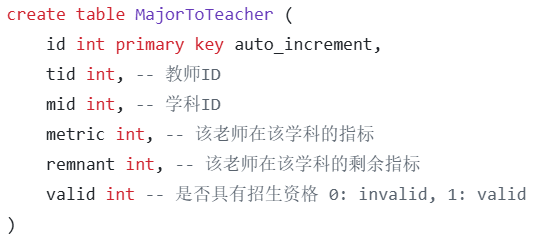 create table MajorToTeacher (
    id int primary key auto_increment,
    tid int, -- 教师ID
    mid int, -- 学科ID
    metric int, -- 该老师在该学科的指标
    remnant int, -- 该老师在该学科的剩余指标
    valid int -- 是否具有招生资格 0: invalid, 1: valid
)